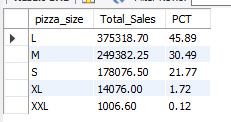 pizza_size Total_Sales PCT
L 375318.70 45.89
M 249382.25 30.49
S 178076.50 21.77
XL 14076.00 1.72
XXL 1006.60 0.12